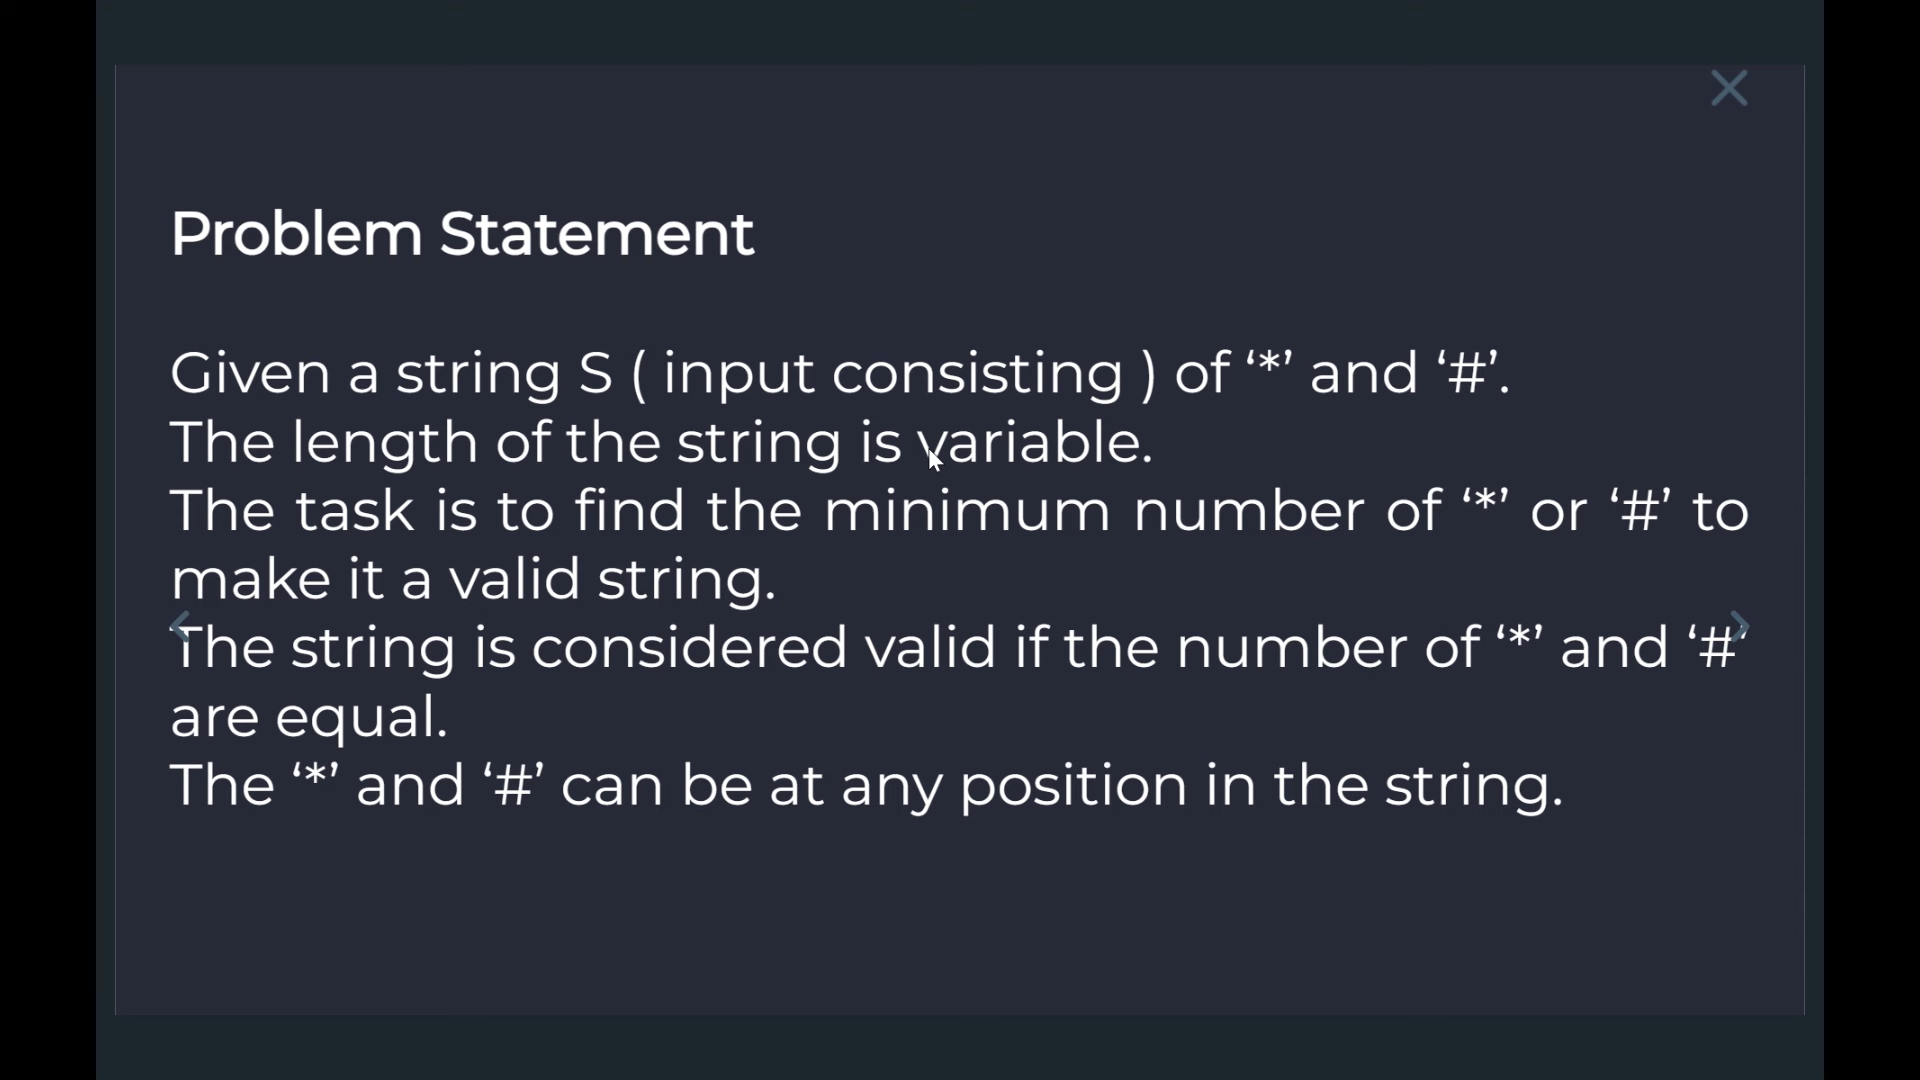 Problem Statement
Given a string S ( input consisting ) of ‘*’ and ‘#’.
The length of the string is variable.
The task is to find the minimum number of ‘*’ or ‘#’ to
make it a valid string.
The string is considered valid if the number of ‘*’ and ‘#’
are equal.
The ‘*’ and ‘#’ can be at any position in the string.